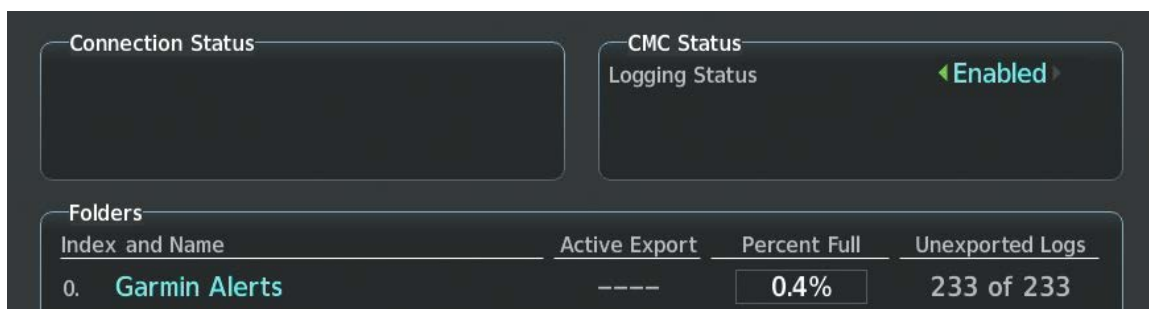 Connection Status
CMC Status
Logging Status Enabled
Folders
Index and Name Active Export Percent Full Unexported Logs
0. Garmin Alerts ---- 0.4% 233 of 233